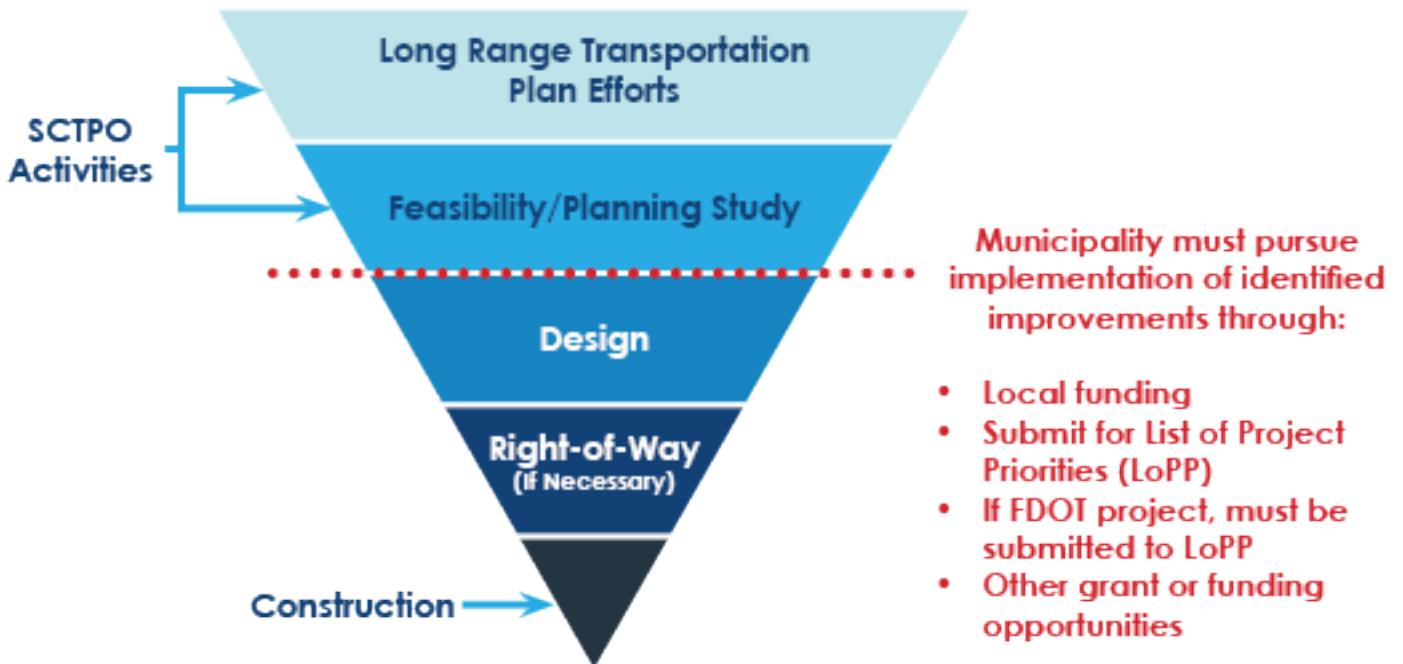 Long Range Transportation
Plan Efforts
SCTPO
Activities
Feasibility/Planning Study
Municipality must pursue
implementation of identified
improvements through:
Design
• Local funding
• Submit for List of Project
Priorities (LoPP)
• If FDOT project, must be
submitted to LoPP
• Other grant or funding
opportunities
Right-of-Way
(If Necessary)
Construction